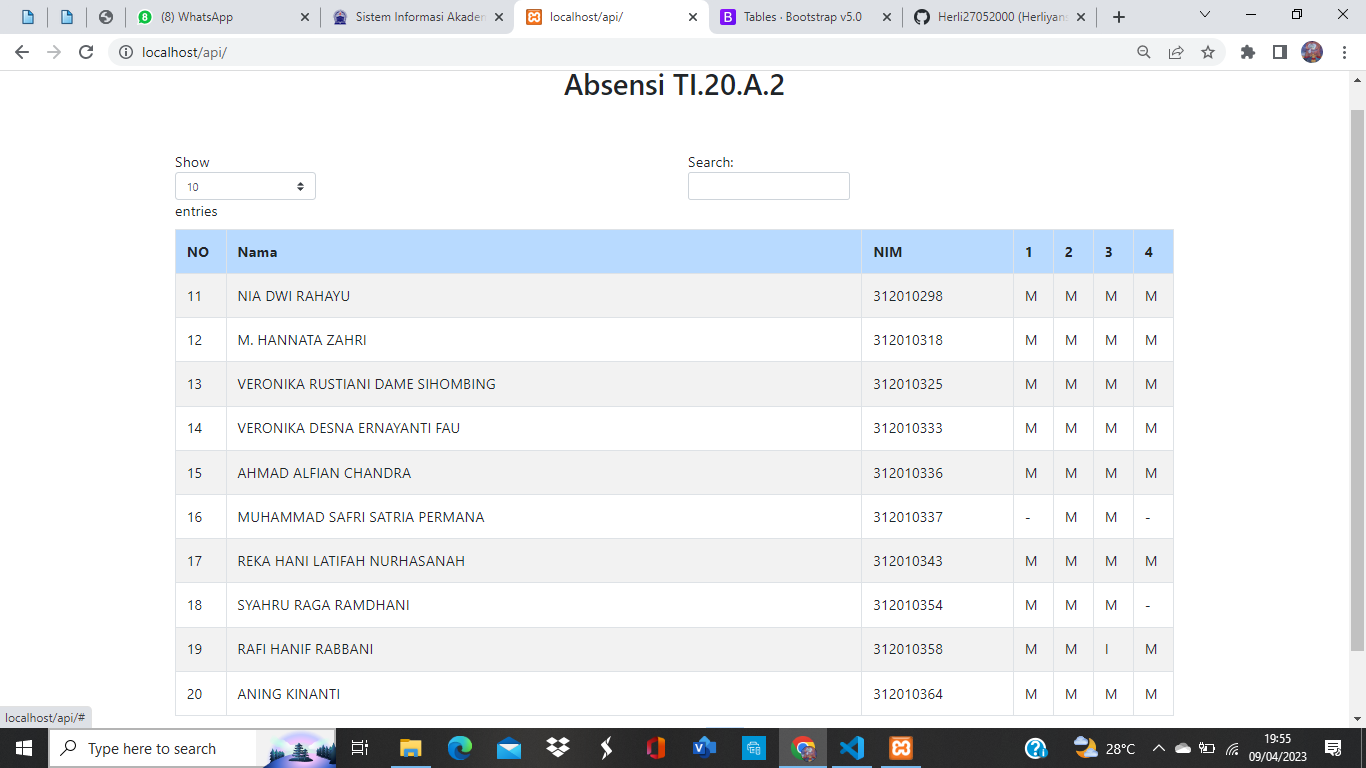 (8) WhatsApp
Sistem Informasi Akaden
localhost/api/
Tables · Bootstrap v5.0
Herli27052000 (Herliyans
localhost/api/
Absensi TI.20.A.2
Show
10
entries
Search:
NO Nama NIM 1 2 3 4
11 NIA DWI RAHAYU 312010298 M M M M
12 M. HANNATA ZAHRI 312010318 M M M M
13 VERONIKA RUSTIANI DAME SIHOMBING 312010325 M M M M
14 VERONIKA DESNA ERNAYANTI FAU 312010333 M M M M
15 AHMAD ALFIAN CHANDRA 312010336 M M M M
16 MUHAMMAD SAFRI SATRIA PERMANA 312010337 - M M -
17 REKA HANI LATIFAH NURHASANAH 312010343 M M M M
18 SYAHRU RAGA RAMDHANI 312010354 M M M -
19 RAFI HANIF RABBANI 312010358 M M I M
20 ANING KINANTI 312010364 M M M M
localhost/api/#
Type here to search
28°C
19:55
09/04/2023